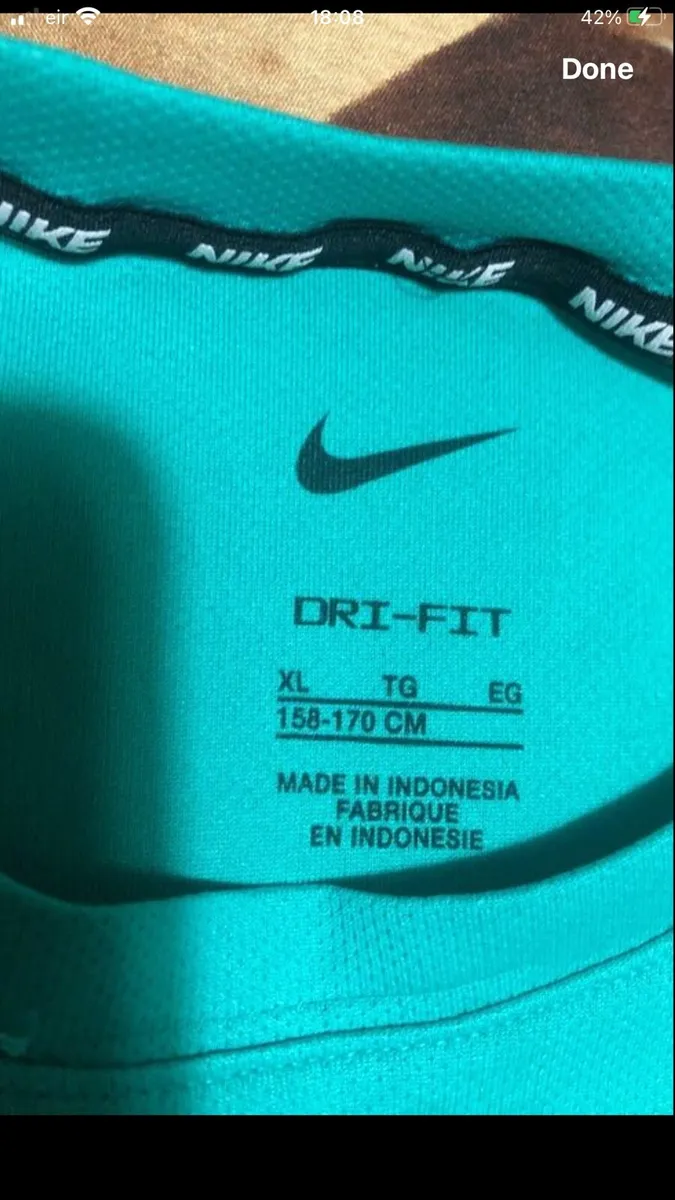 eir 18:08 42%
Done
NIKE NIKE NIKE NIKE
DRI-FIT
XL TG EG
158-170 CM
MADE IN INDONESIA
FABRIQUE
EN INDONESIE